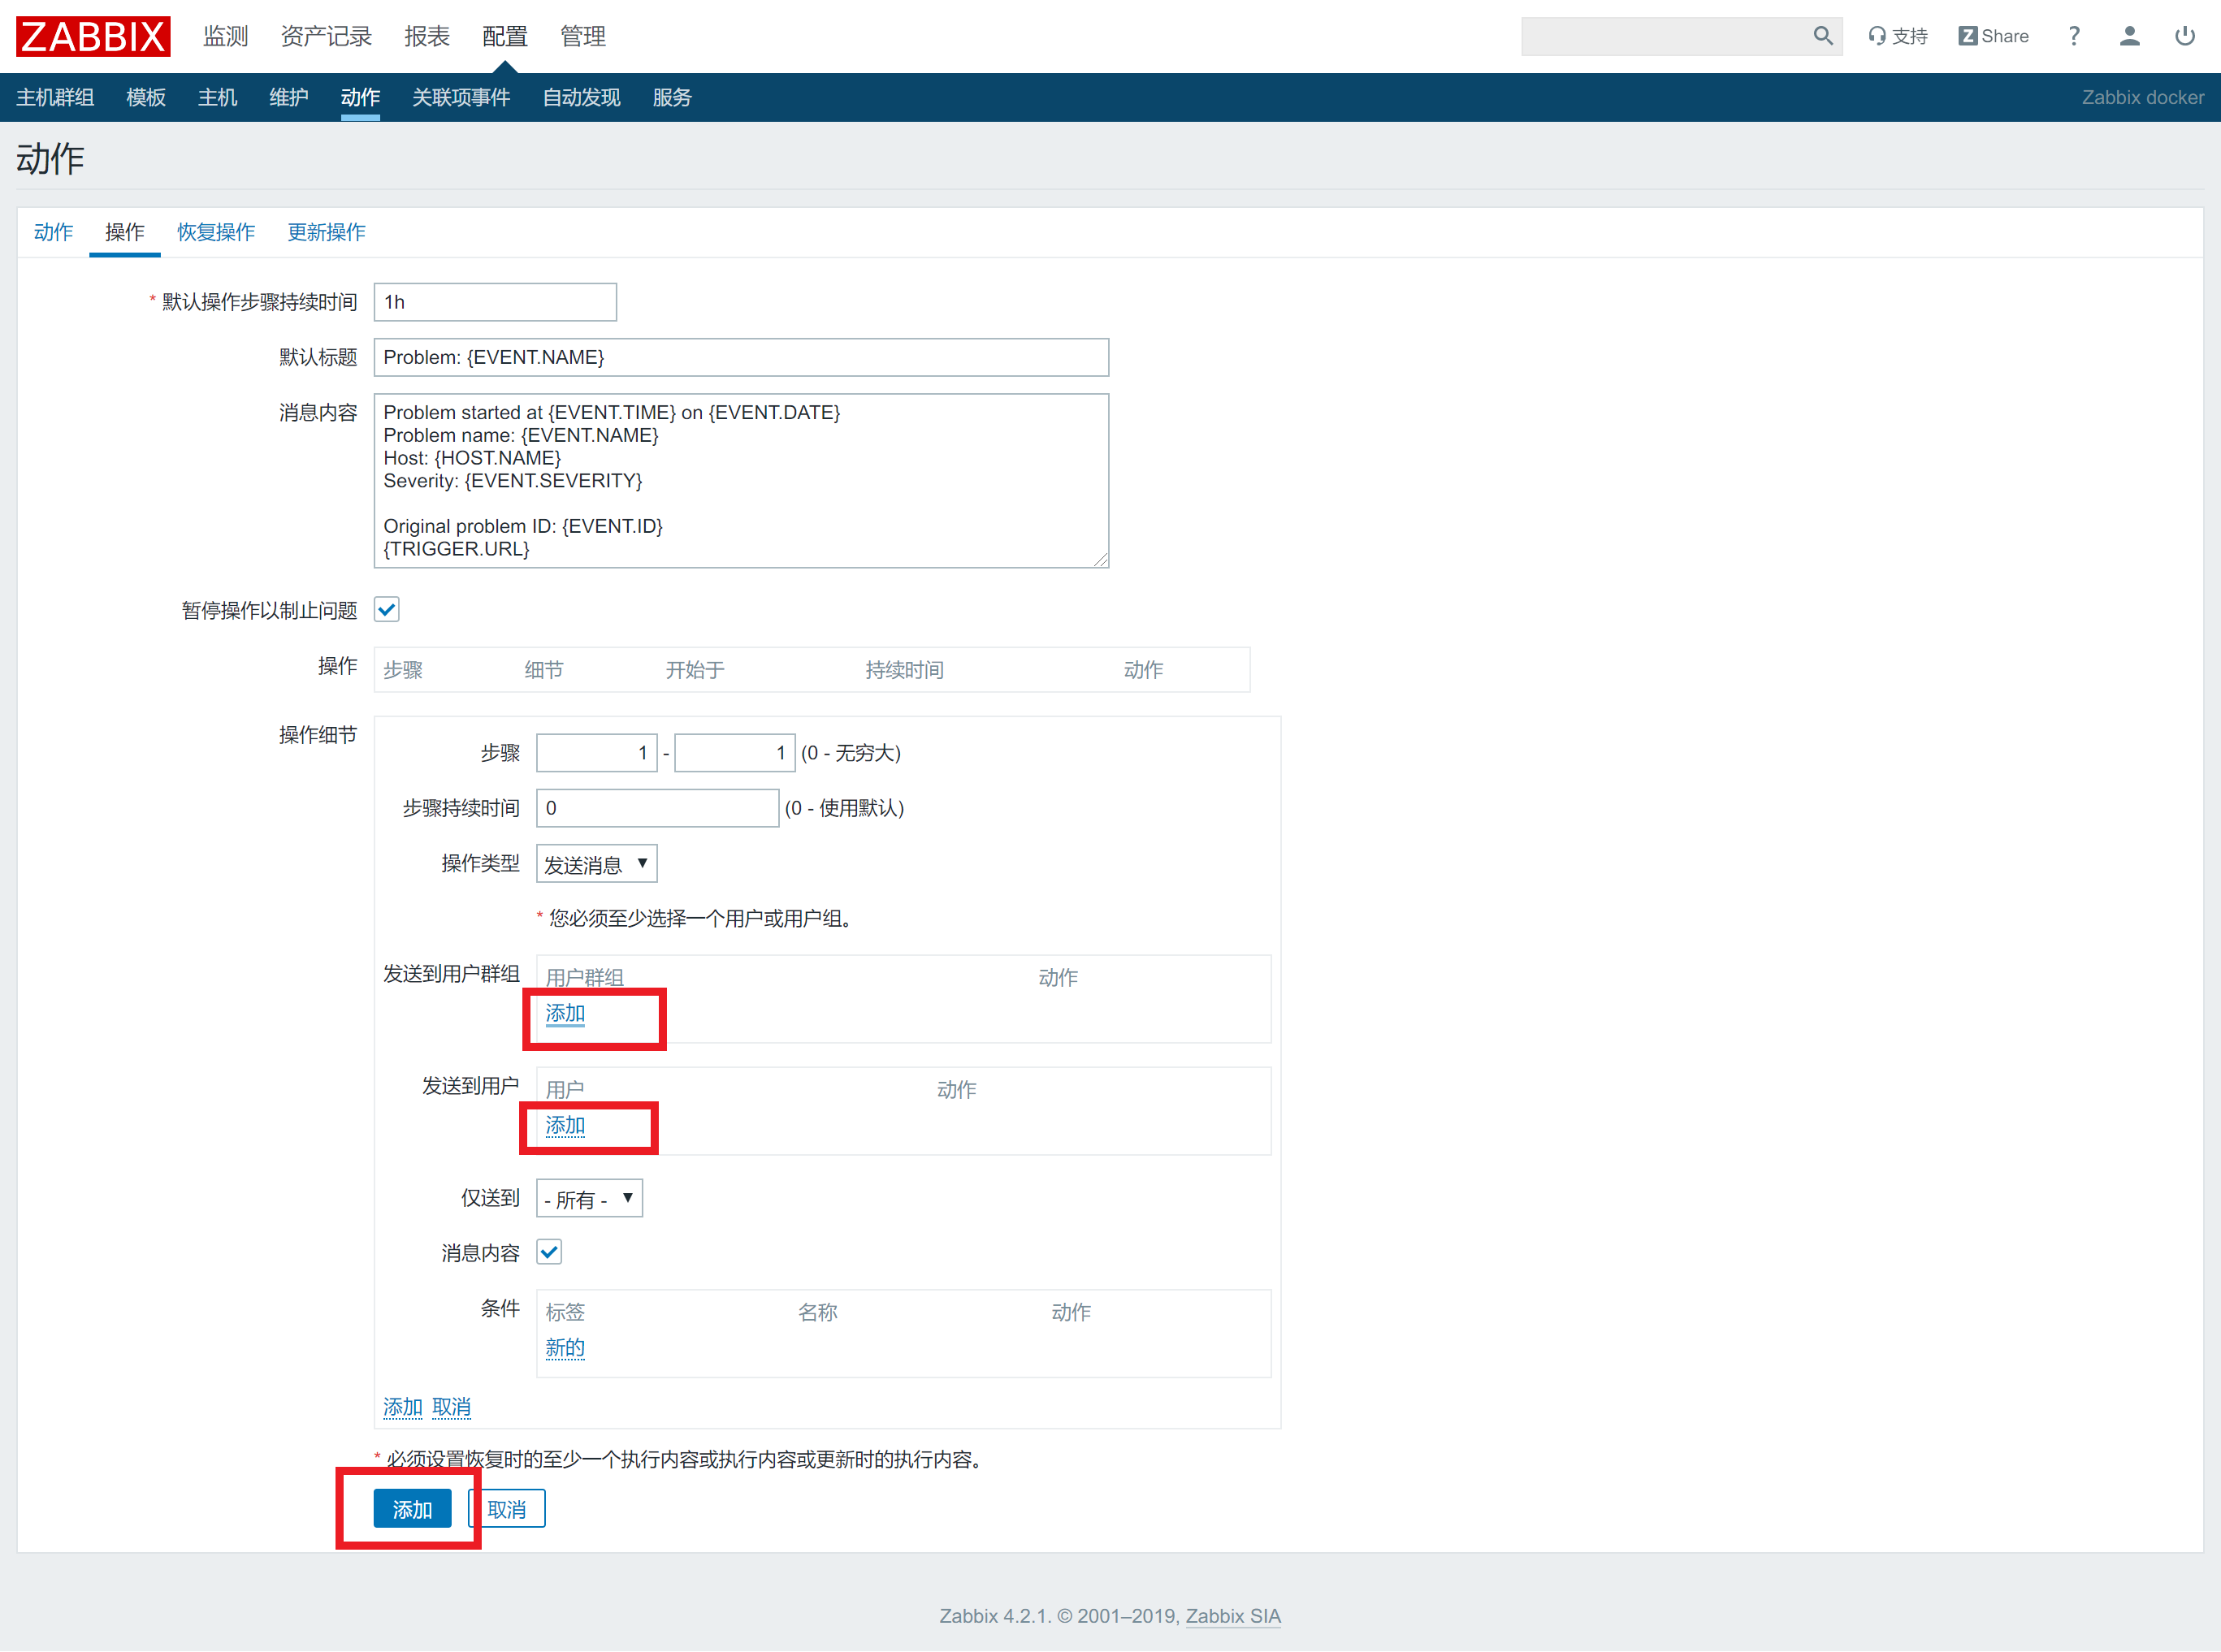 ZABBIX 监测 资产记录 报表 配置 管理 支持 Z Share ?
主机群组 模板 主机 维护 动作 关联项事件 自动发现 服务 Zabbix docker
动作
动作 操作 恢复操作 更新操作
* 默认操作步骤持续时间 1h
默认标题 Problem: {EVENT.NAME}
消息内容 Problem started at {EVENT.TIME} on {EVENT.DATE}
Problem name: {EVENT.NAME}
Host: {HOST.NAME}
Severity: {EVENT.SEVERITY}
Original problem ID: {EVENT.ID}
{TRIGGER.URL}
暂停操作以制止问题
操作 步骤 细节 开始于 持续时间 动作
操作细节
步骤 1 - 1 (0 - 无穷大)
步骤持续时间 0 (0 - 使用默认)
操作类型 发送消息
* 您必须至少选择一个用户或用户组。
发送到用户群组 用户群组 动作
添加
发送到用户 用户 动作
添加
仅送到 - 所有 -
消息内容
条件 标签 名称 动作
新的
添加 取消
* 必须设置恢复时的至少一个执行内容或执行内容或更新时的执行内容。
添加 取消
Zabbix 4.2.1. © 2001–2019, Zabbix SIA